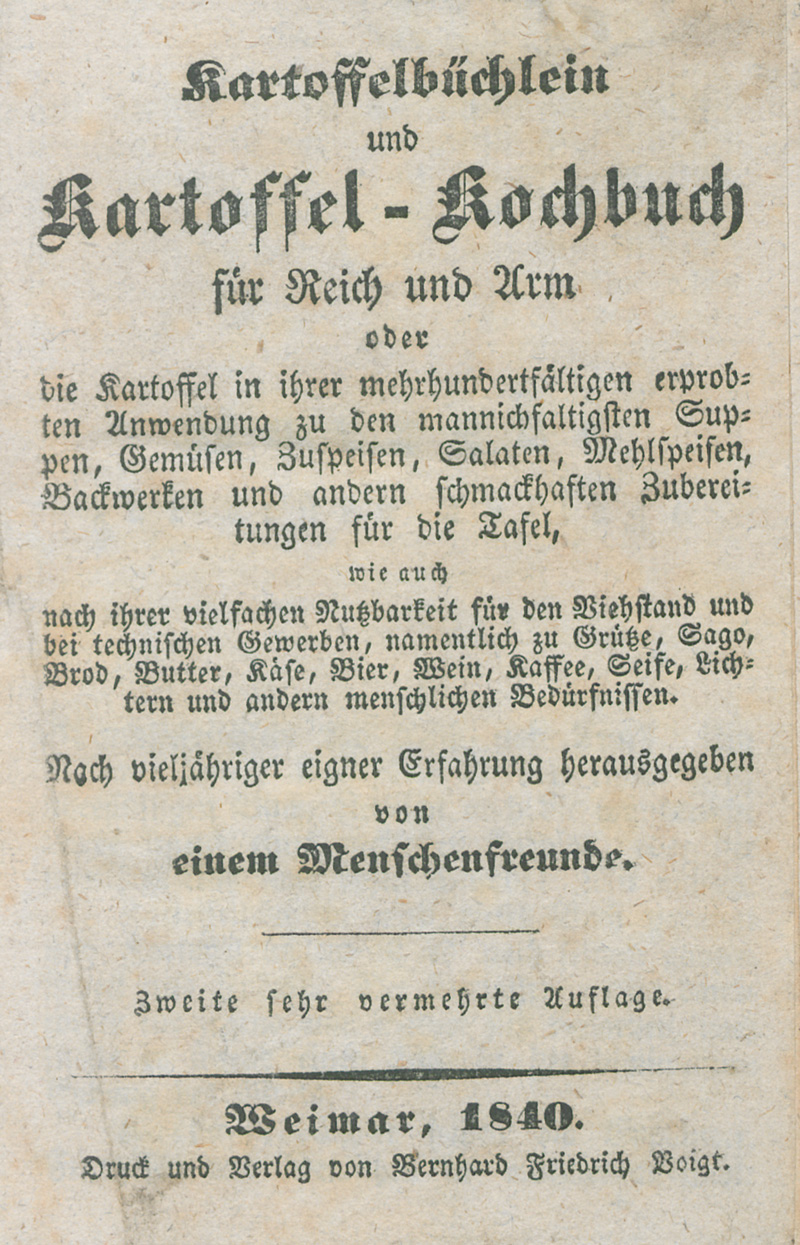 Kartoffelbüchlein
und
Kartoffel-Kochbuch
für Reich und Arm
oder
die Kartoffel in ihrer mehrhundertfältigen erprob-
ten Anwendung zu den mannichfaltigsten Sup-
pen, Gemüsen, Zuspeisen, Salaten, Mehlspeisen,
Backwerken und andern schmackhaften Zuberei-
tungen für die Tafel,
wie auch
nach ihrer vielfachen Nutzbarkeit für den Viehstand und
bei technischen Gewerben, namentlich zu Grütze, Sago,
Brod, Butter, Käse, Bier, Wein, Kaffee, Seife, Lich-
tern und andern menschlichen Bedürfnissen.
Nach vieljähriger eigner Erfahrung herausgegeben
von
einem Menschenfreunde.
Zweite sehr vermehrte Auflage.
Weimar, 1840.
Druck und Verlag von Bernhard Friedrich Voigt.